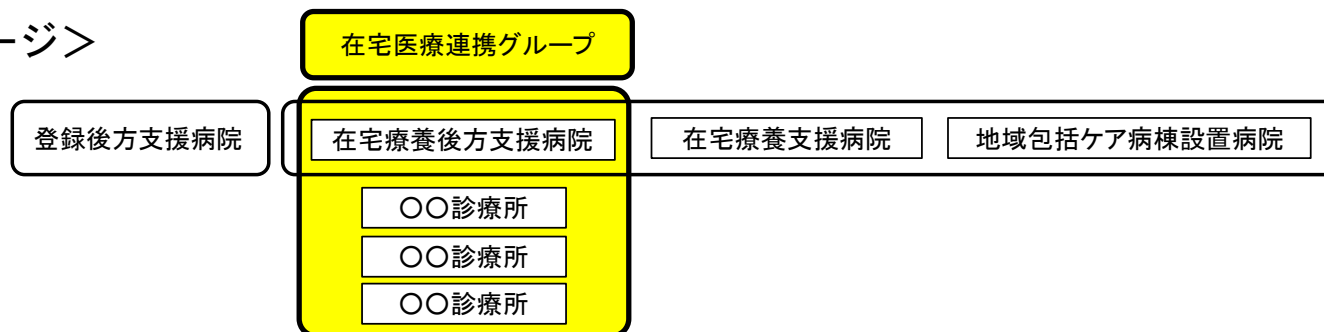 ージ＞
在宅医療連携グループ
登録後方支援病院
在宅療養後方支援病院
在宅療養支援病院
地域包括ケア病棟設置病院
〇〇診療所
〇〇診療所
〇〇診療所